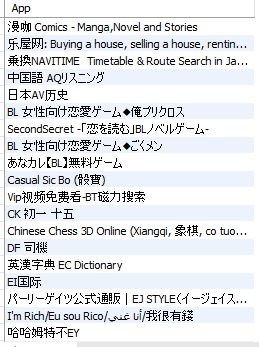 App
漫咖 Comics - Manga,Novel and Stories
乐屋网: Buying a house, selling a house, rentin...
乗換NAVITIME Timetable & Route Search in Ja...
中国語 AQリスニング
日本AV历史
BL 女性向け恋愛ゲーム◆俺プリクロス
SecondSecret -「恋を読む」BLノベルゲーム-
BL 女性向け恋愛ゲーム◆ごくメン
あなカレ【BL】無料ゲーム
Casual Sic Bo (骰寶)
Vip视频免费看-BT磁力搜索
CK 初一 十五
Chinese Chess 3D Online (Xiangqi, 象棋, co tuo...
DF 司機
英漢字典 EC Dictionary
EI国际
パーリーゲイツ公式通販｜EJ STYLE（イージェイス...
I'm Rich/Eu sou Rico/أنا غني/我很有錢
哈哈姆特不EY